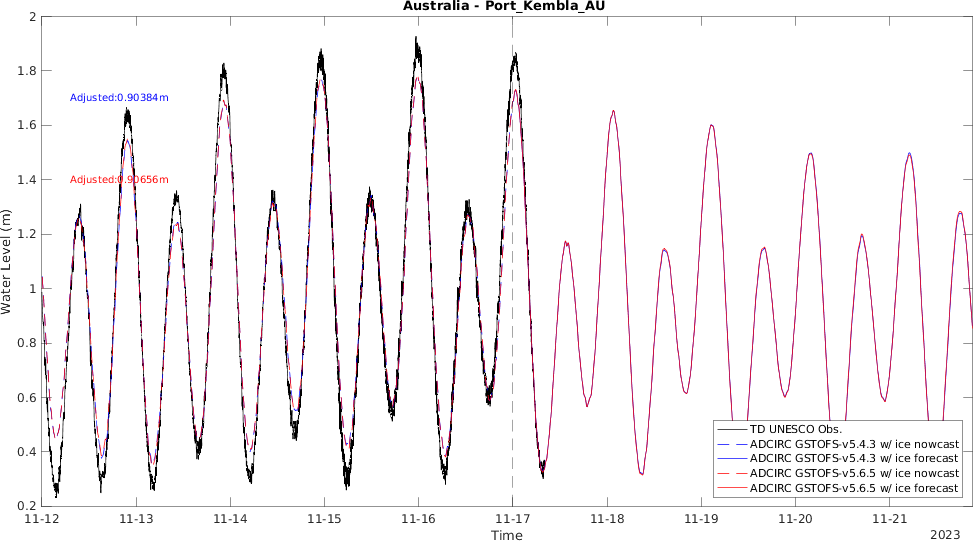 Australia - Port_Kembla_AU
2
1.8
1.6
1.4
1.2
1
0.8
0.6
0.4
0.2
Water Level (m)
Adjusted:0.90384m
Adjusted:0.90656m
TD UNESCO Obs.
ADCIRC GSTOFS-v5.4.3 w/ ice nowcast
ADCIRC GSTOFS-v5.4.3 w/ ice forecast
ADCIRC GSTOFS-v5.6.5 w/ ice nowcast
ADCIRC GSTOFS-v5.6.5 w/ ice forecast
11-12 11-13 11-14 11-15 11-16 11-17 11-18 11-19 11-20 11-21
Time
2023